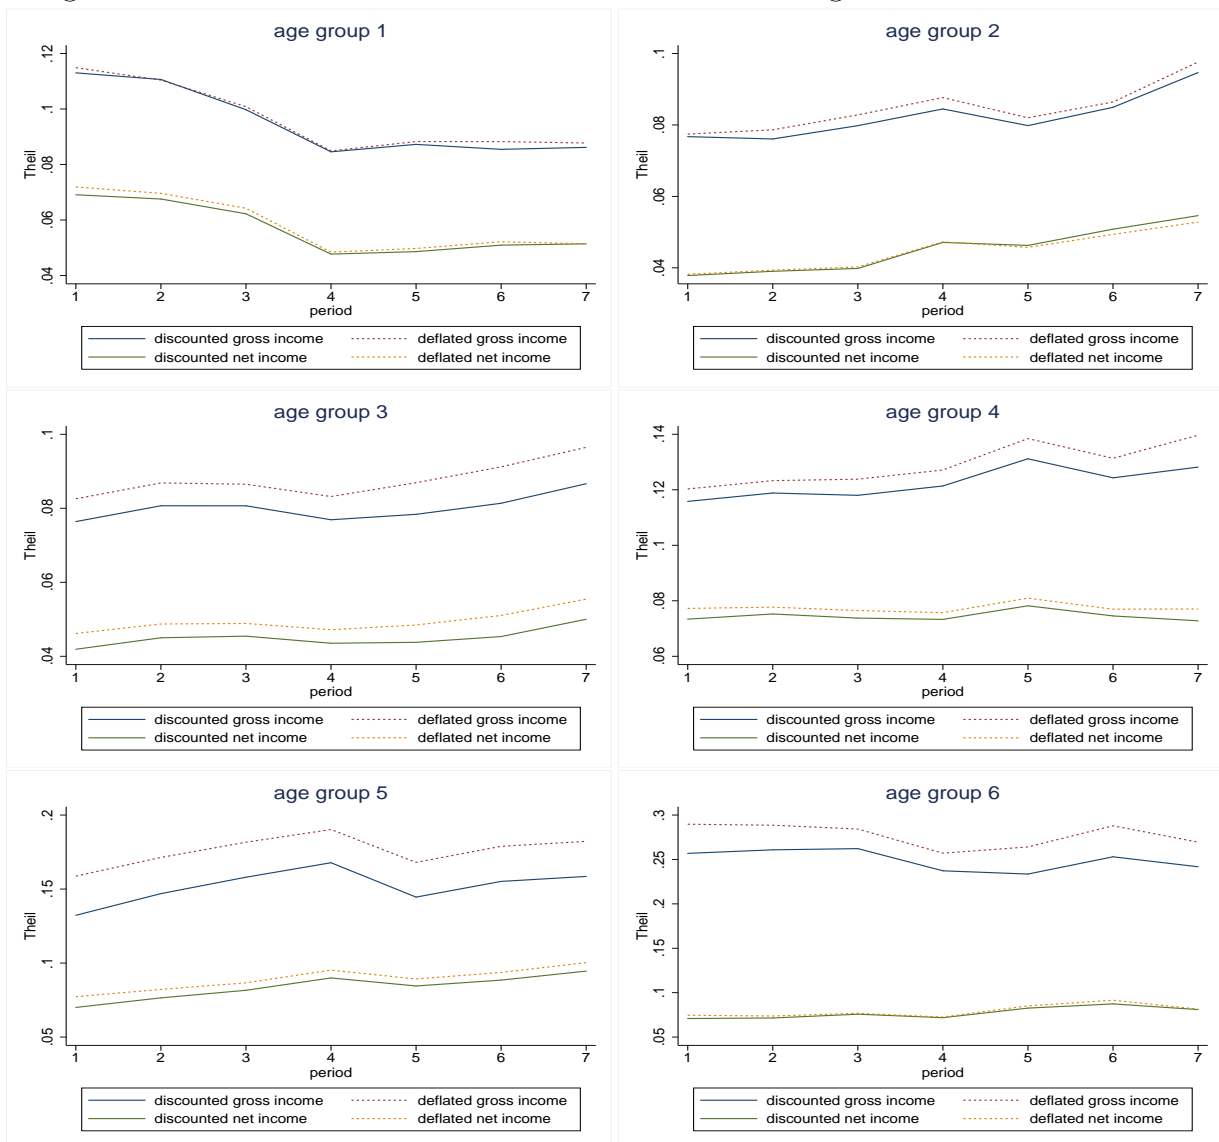 age group 1
Theil
.12
.1
.08
.06
.04
1 2 3 4 5 6 7
period
discounted gross income deflated gross income
discounted net income deflated net income
age group 2
Theil
.1
.08
.06
.04
1 2 3 4 5 6 7
period
discounted gross income deflated gross income
discounted net income deflated net income
age group 3
Theil
.1
.08
.06
.04
1 2 3 4 5 6 7
period
discounted gross income deflated gross income
discounted net income deflated net income
age group 4
Theil
.14
.12
.1
.08
.06
1 2 3 4 5 6 7
period
discounted gross income deflated gross income
discounted net income deflated net income
age group 5
Theil
.2
.15
.1
.05
1 2 3 4 5 6 7
period
discounted gross income deflated gross income
discounted net income deflated net income
age group 6
Theil
.3
.25
.2
.15
.1
.05
1 2 3 4 5 6 7
period
discounted gross income deflated gross income
discounted net income deflated net income